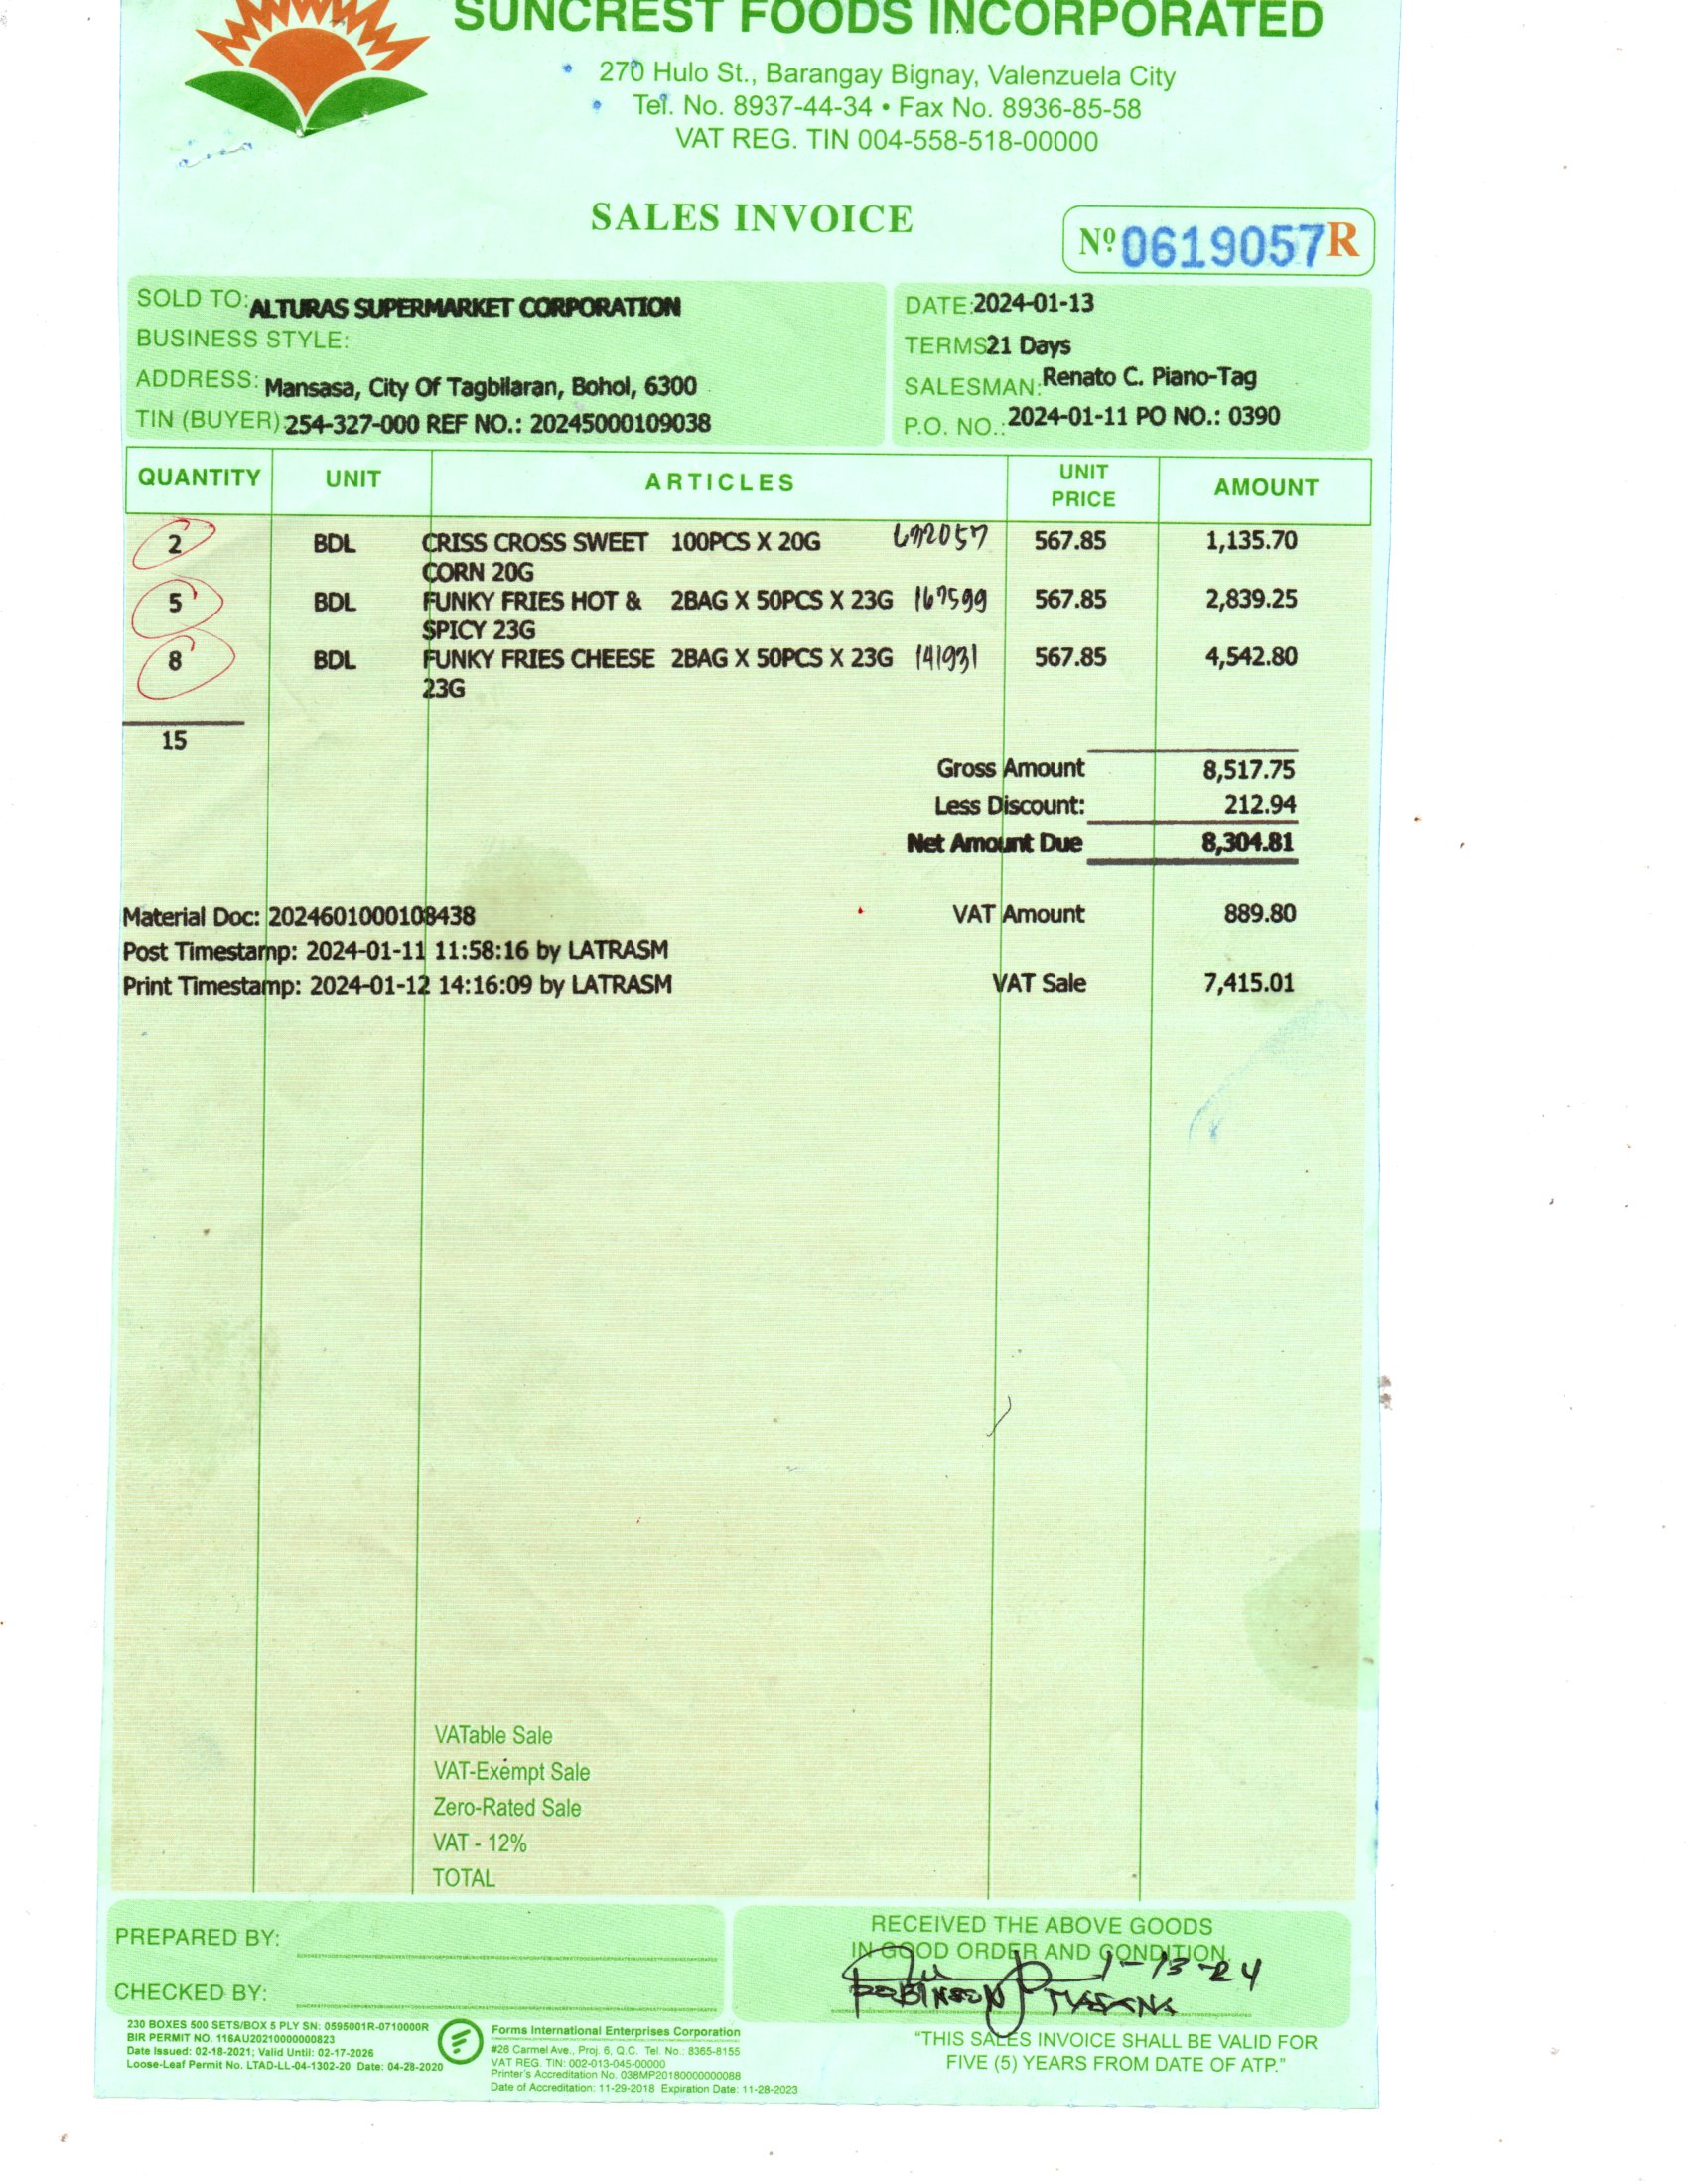 SUNCREST FOODS INCORPORATED
270 Hulo St., Barangay Bignay, Valenzuela City
Tel. No. 8937-44-34 • Fax No. 8936-85-58
VAT REG. TIN 004-558-518-00000
SALES INVOICE
Nº 0619057R
SOLD TO: ALTURAS SUPERMARKET CORPORATION
BUSINESS STYLE:
ADDRESS: Mansasa, City Of Tagbilaran, Bohol, 6300
TIN (BUYER) 254-327-000 REF NO.: 20245000109038
DATE: 2024-01-13
TERMS 21 Days
SALESMAN: Renato C. Piano-Tag
P.O. NO.: 2024-01-11 PO NO.: 0390
QUANTITY UNIT ARTICLES UNIT PRICE AMOUNT
2 BDL CRISS CROSS SWEET 100PCS X 20G 567.85 1,135.70
CORN 20G
5 BDL FUNKY FRIES HOT & 2BAG X 50PCS X 23G 167599 567.85 2,839.25
SPICY 23G
8 BDL FUNKY FRIES CHEESE 2BAG X 50PCS X 23G 141931 567.85 4,542.80
23G
15
Gross Amount 8,517.75
Less Discount: 212.94
Net Amount Due 8,304.81
Material Doc: 2024601000108438 VAT Amount 889.80
Post Timestamp: 2024-01-11 11:58:16 by LATRASM
Print Timestamp: 2024-01-12 14:16:09 by LATRASM VAT Sale 7,415.01
VATable Sale
VAT-Exempt Sale
Zero-Rated Sale
VAT - 12%
TOTAL
PREPARED BY:
CHECKED BY:
RECEIVED THE ABOVE GOODS
IN GOOD ORDER AND CONDITION
1-13-24
230 BOXES 500 SETS/BOX 5 PLY SN: 0595001R-0710000R
BIR PERMIT NO. 116AU20210000000823
Date Issued: 02-18-2021; Valid Until: 02-17-2026
Loose-Leaf Permit No. LTAD-LL-04-1302-20 Date: 04-28-2020
Forms International Enterprises Corporation
#28 Carmel Ave., Proj. 6, Q.C. Tel. No.: 8365-8155
VAT REG. TIN: 002-013-045-00000
Printer's Accreditation No. 038MP20180000000088
Date of Accreditation: 11-29-2018 Expiration Date: 11-28-2023
"THIS SALES INVOICE SHALL BE VALID FOR
FIVE (5) YEARS FROM DATE OF ATP."